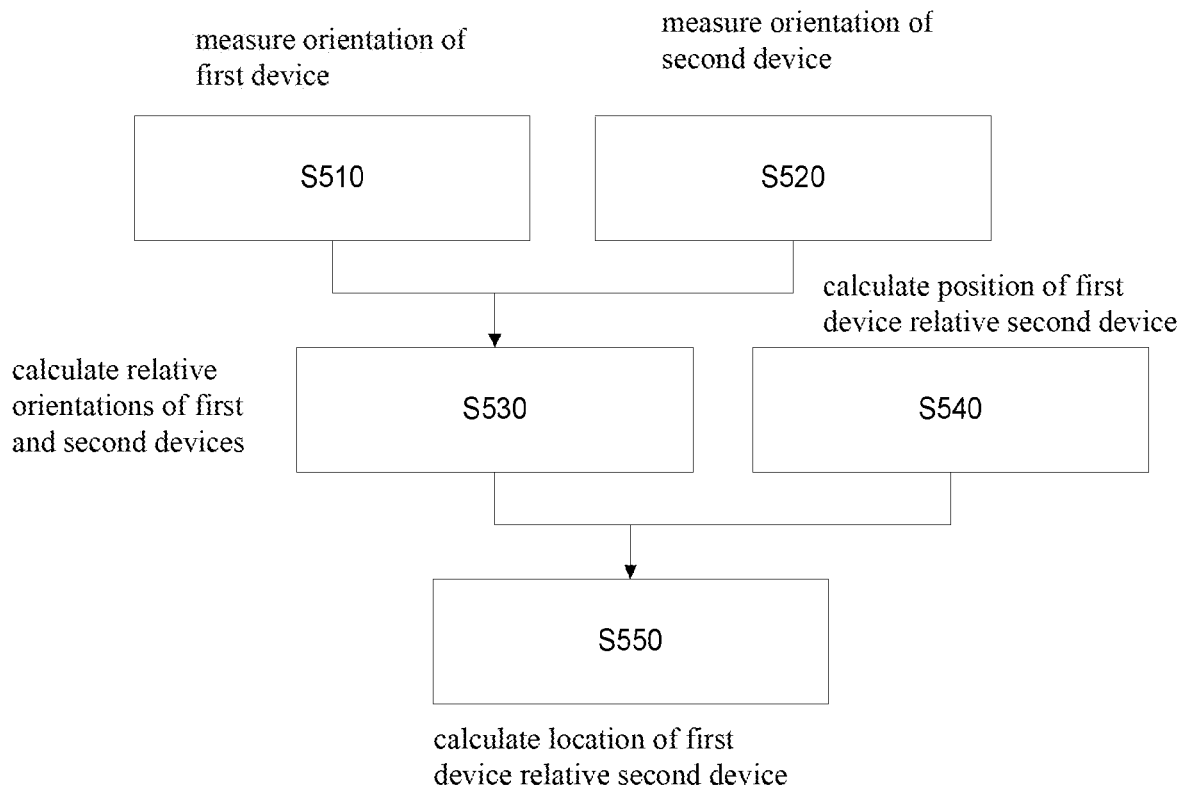 measure orientation of
first device
measure orientation of
second device
S510
S520
calculate position of first
device relative second device
calculate relative
orientations of first
and second devices
S530
S540
S550
calculate location of first
device relative second device